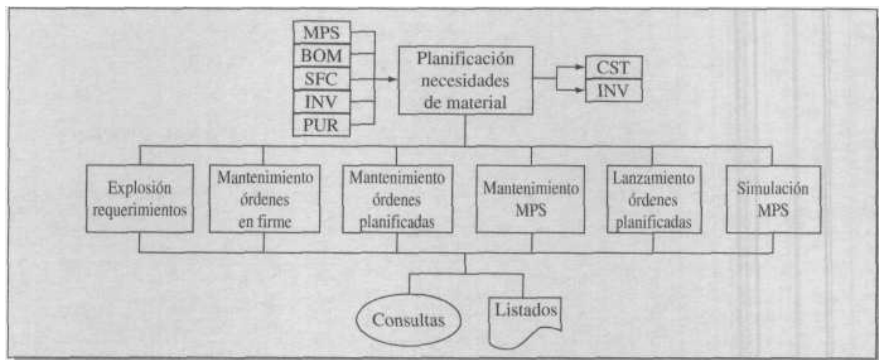 MPS
BOM
SFC
INV
PUR
Planificación
necesidades
de material
CST
INV
Explosión
requerimientos
Mantenimiento
órdenes
en firme
Mantenimiento
órdenes
planificadas
Mantenimiento
MPS
Lanzamiento
órdenes
planificadas
Simulación
MPS
Consultas
Listados